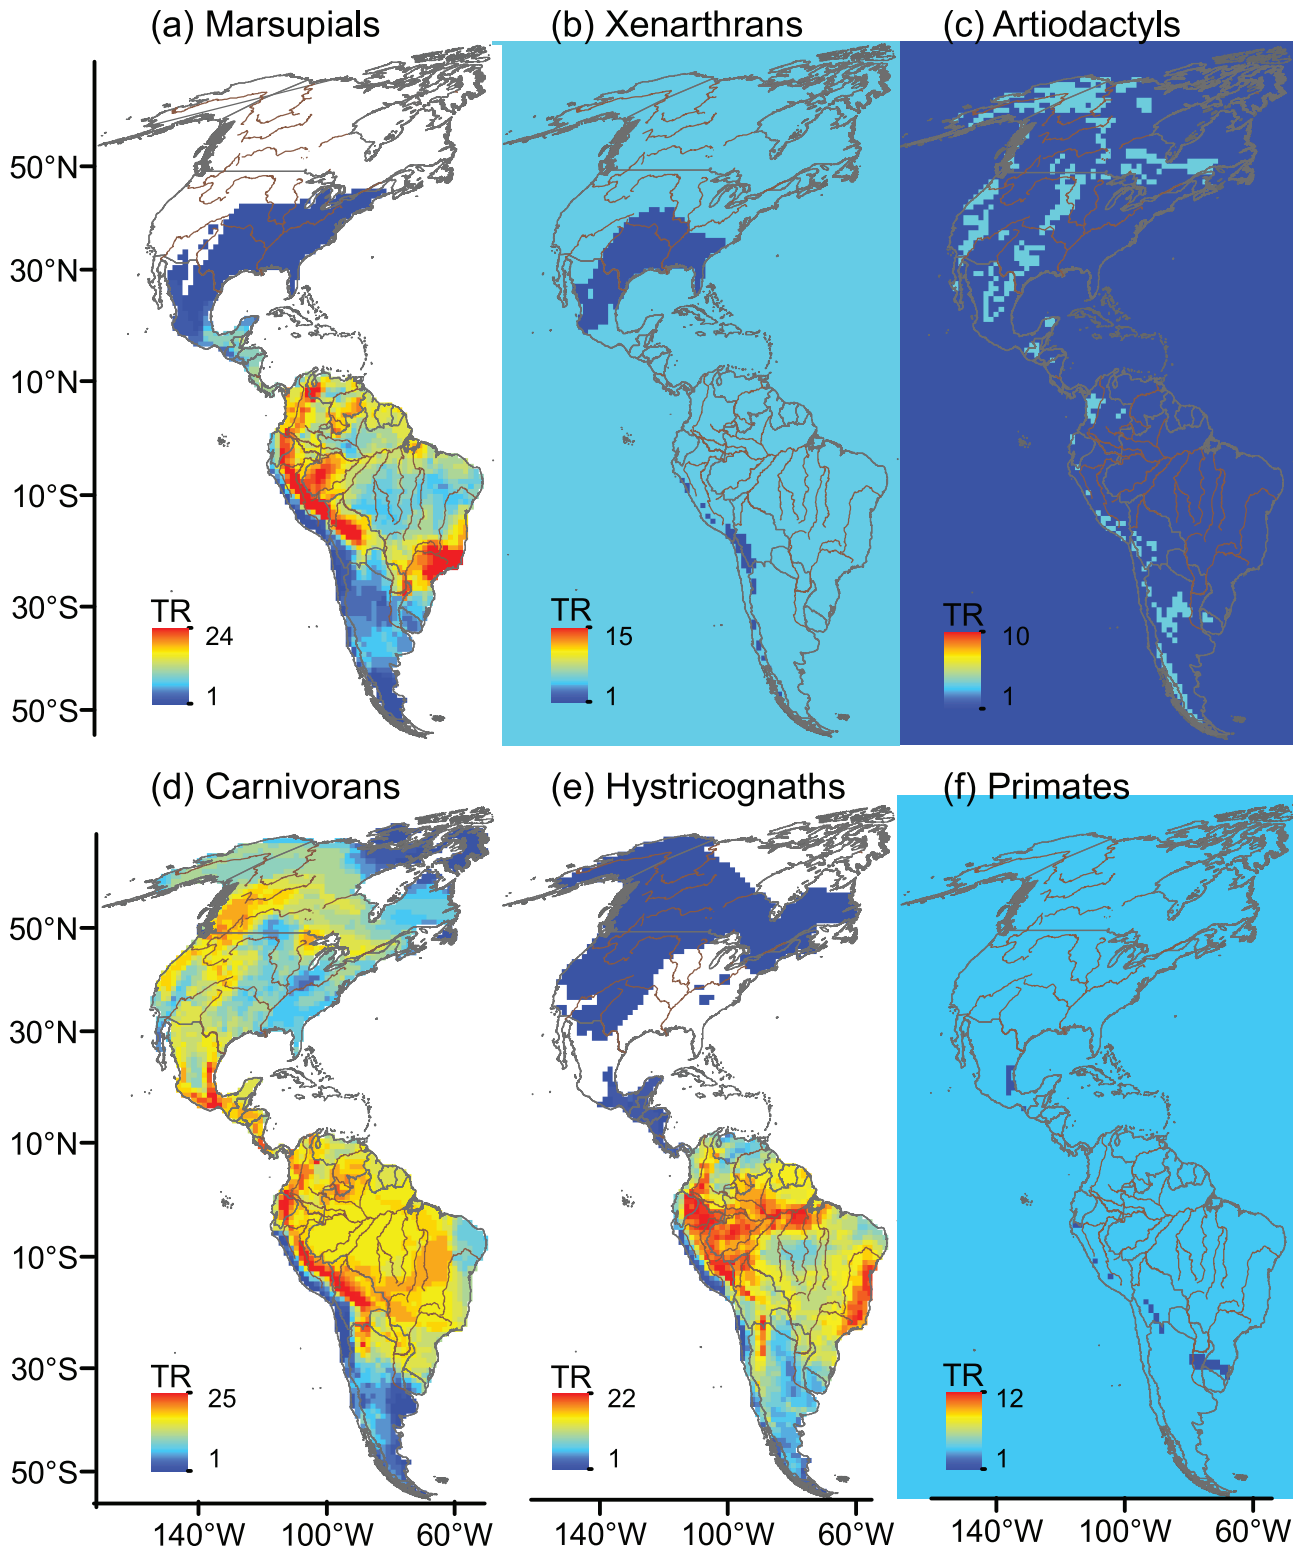 (a) Marsupials
(b) Xenarthrans
(c) Artiodactyls
50°N
30°N
10°N
10°S
30°S
50°S
TR
24
1
TR
15
1
TR
10
1
(d) Carnivorans
(e) Hystricognaths
(f) Primates
50°N
30°N
10°N
10°S
30°S
50°S
TR
25
1
TR
22
1
TR
12
1
140°W 100°W 60°W
140°W 100°W 60°W
140°W 100°W 60°W